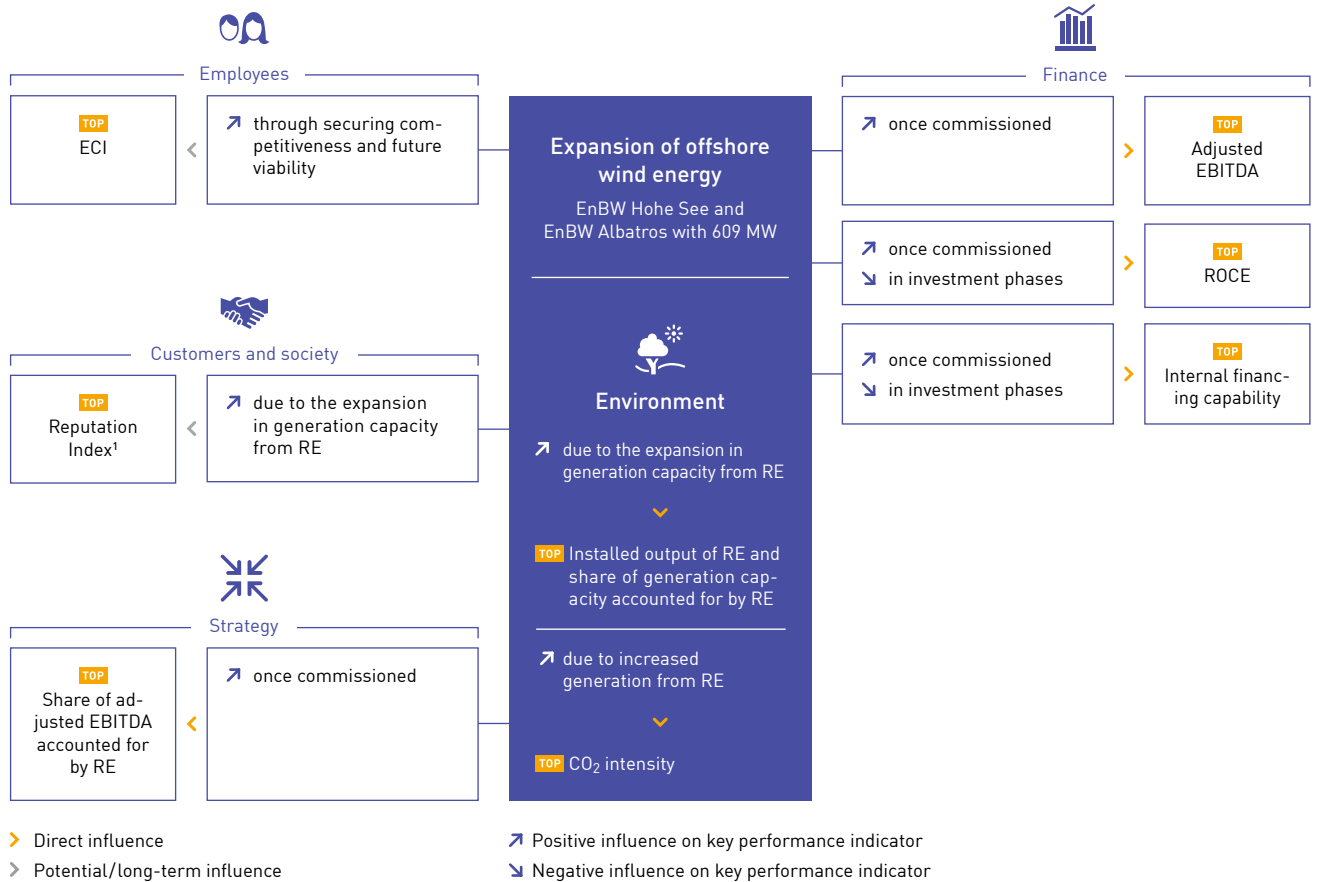 Employees
TOP
ECI
through securing com-
petitiveness and future
viability
Customers and society
TOP
Reputation
Index¹
due to the expansion
in generation capacity
from RE
Strategy
TOP
Share of ad-
justed EBITDA
accounted for
by RE
once commissioned
Expansion of offshore
wind energy
EnBW Hohe See and
EnBW Albatros with 609 MW
Environment
due to the expansion in
generation capacity from RE
TOP Installed output of RE and
share of generation cap-
acity accounted for by RE
due to increased
generation from RE
TOP CO₂ intensity
Finance
once commissioned
TOP
Adjusted
EBITDA
once commissioned
in investment phases
TOP
ROCE
once commissioned
in investment phases
TOP
Internal financ-
ing capability
Direct influence
Potential/long-term influence
Positive influence on key performance indicator
Negative influence on key performance indicator